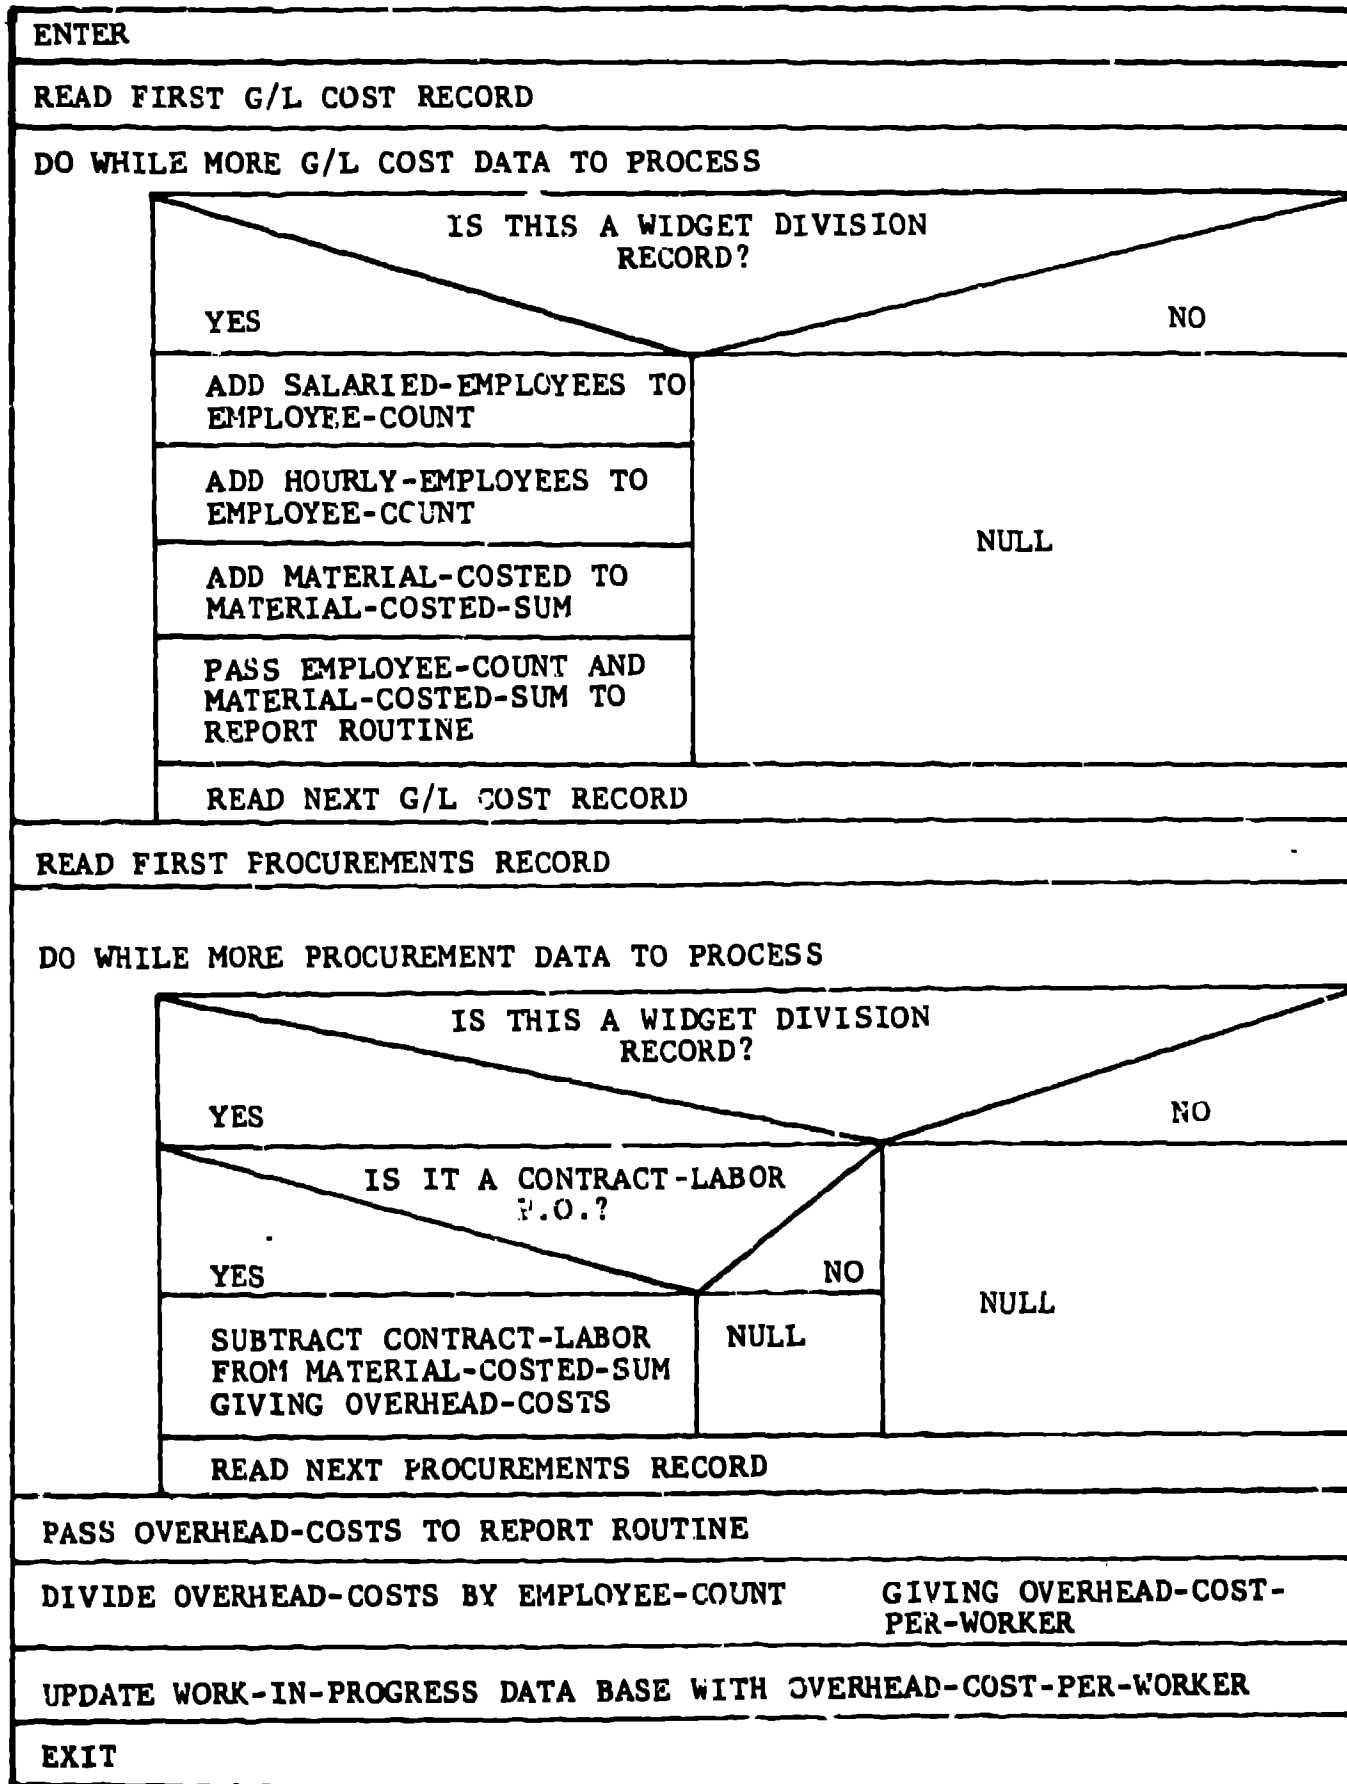 ENTER
READ FIRST G/L COST RECORD
DO WHILE MORE G/L COST DATA TO PROCESS
IS THIS A WIDGET DIVISION
RECORD?
YES
NO
ADD SALARIED-EMPLOYEES TO
EMPLOYEE-COUNT
ADD HOURLY-EMPLOYEES TO
EMPLOYEE-COUNT
NULL
ADD MATERIAL-COSTED TO
MATERIAL-COSTED-SUM
PASS EMPLOYEE-COUNT AND
MATERIAL-COSTED-SUM TO
REPORT ROUTINE
READ NEXT G/L COST RECORD
READ FIRST PROCUREMENTS RECORD
DO WHILE MORE PROCUREMENT DATA TO PROCESS
IS THIS A WIDGET DIVISION
RECORD?
YES
NO
IS IT A CONTRACT-LABOR
P.O.?
YES
NO
NULL
SUBTRACT CONTRACT-LABOR
FROM MATERIAL-COSTED-SUM
GIVING OVERHEAD-COSTS
NULL
READ NEXT PROCUREMENTS RECORD
PASS OVERHEAD-COSTS TO REPORT ROUTINE
DIVIDE OVERHEAD-COSTS BY EMPLOYEE-COUNT GIVING OVERHEAD-COST-
PER-WORKER
UPDATE WORK-IN-PROGRESS DATA BASE WITH OVERHEAD-COST-PER-WORKER
EXIT